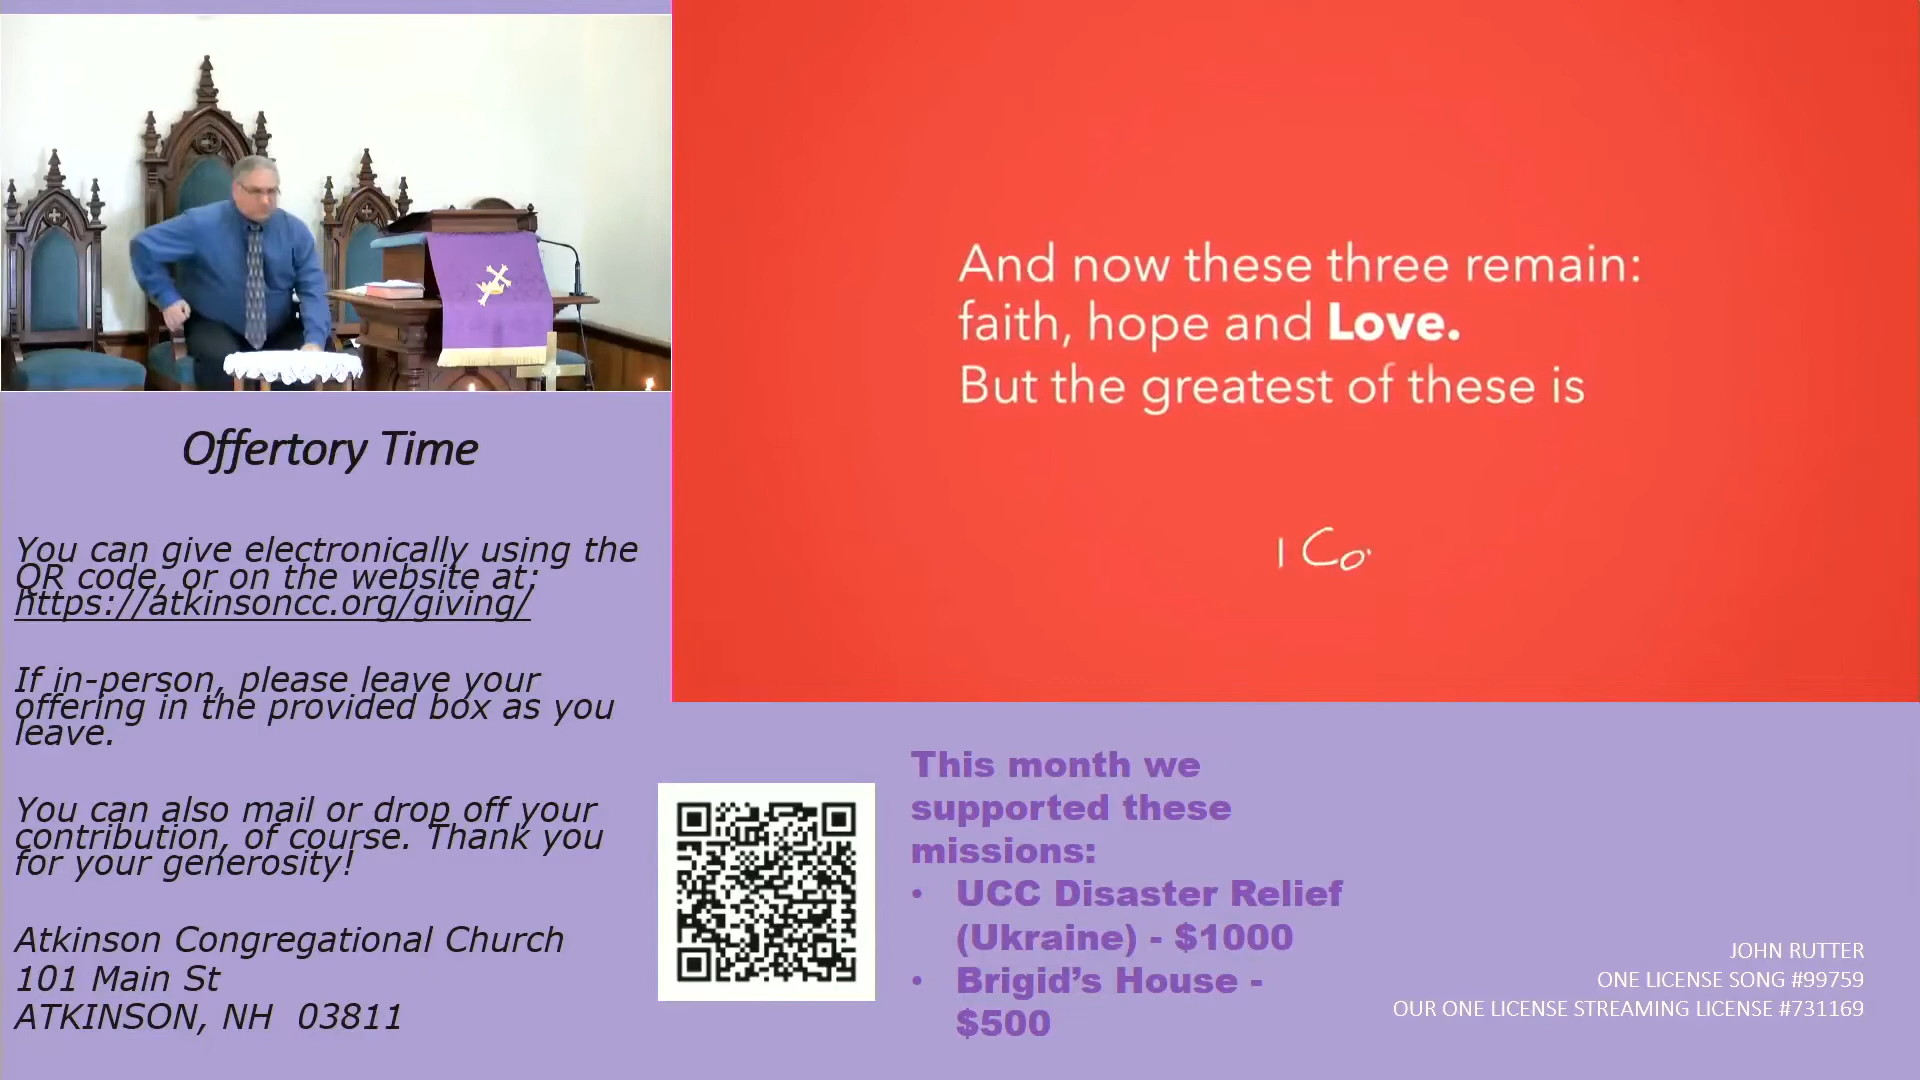 And now these three remain:
faith, hope and Love.
But the greatest of these is
1 Co
Offertory Time
You can give electronically using the
QR code, or on the website at:
https://atkinsoncc.org/giving/
If in-person, please leave your
offering in the provided box as you
leave.
You can also mail or drop off your
contribution, of course. Thank you
for your generosity!
Atkinson Congregational Church
101 Main St
ATKINSON, NH 03811
This month we
supported these
missions:
• UCC Disaster Relief
(Ukraine) - $1000
• Brigid’s House -
$500
JOHN RUTTER
ONE LICENSE SONG #99759
OUR ONE LICENSE STREAMING LICENSE #731169